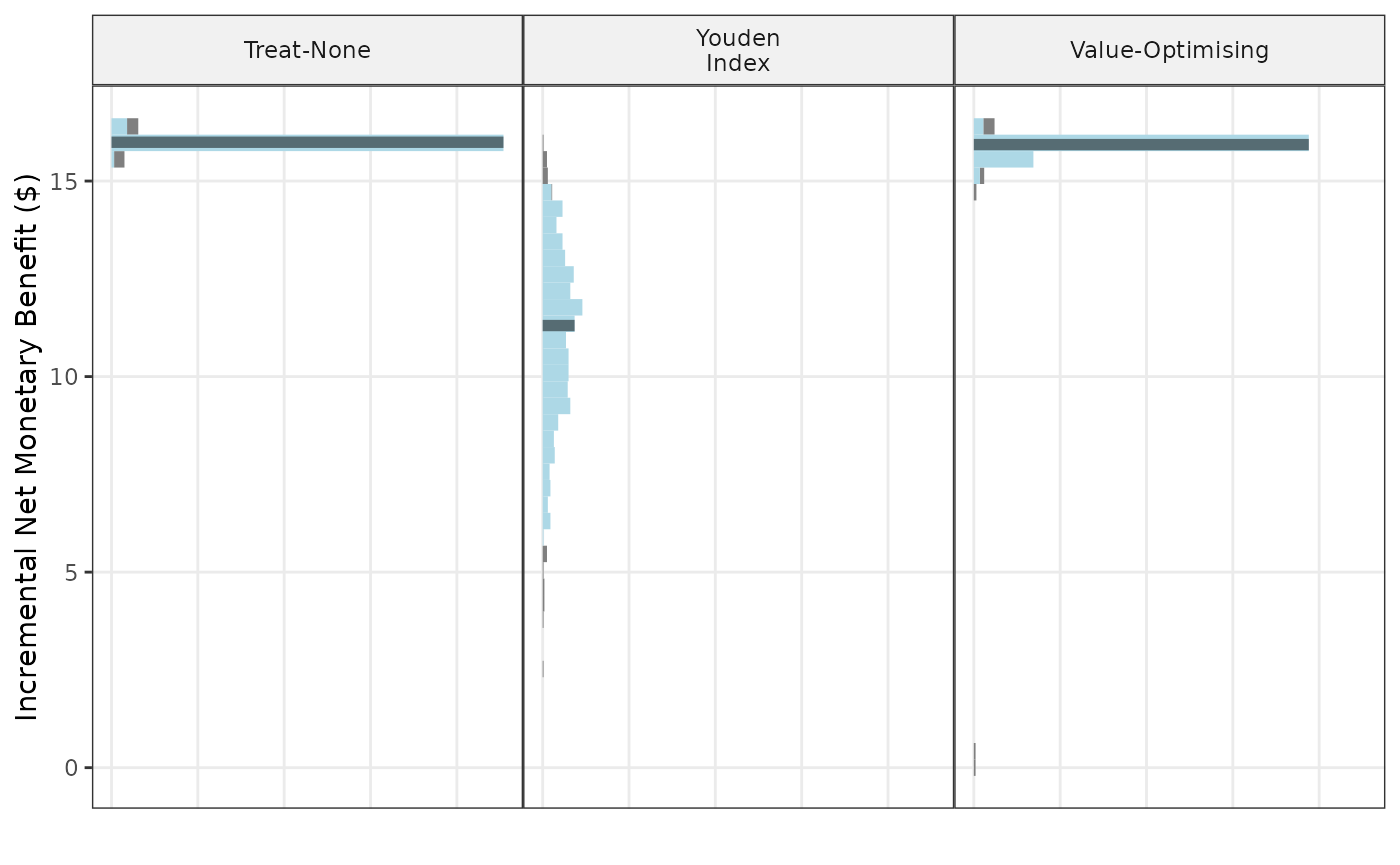 Treat-None
Youden
Index
Value-Optimising
Incremental Net Monetary Benefit ($)
15
10
5
0